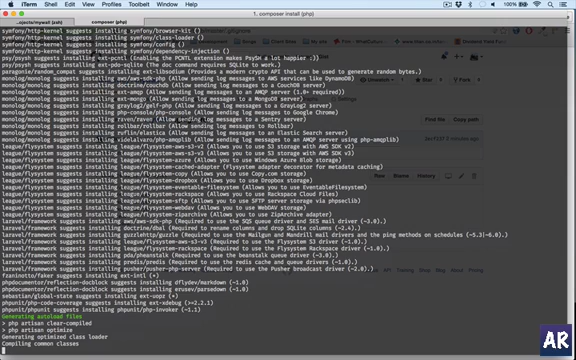 iTerm Shell Edit View Profiles Toolbelt Window Help
100%
1. composer install (php)
...ojects/mywall (zsh)
composer (php)
symfony/http-kernel suggests installing symfony/browser-kit ()
symfony/http-kernel suggests installing symfony/class-loader ()
symfony/http-kernel suggests installing symfony/config ()
symfony/http-kernel suggests installing symfony/dependency-injection ()
psy/psysh suggests installing ext-pcntl (Enabling the PCNTL extension makes PsySH a lot happier :))
psy/psysh suggests installing ext-pdo-sqlite (The doc command requires SQLite to work.)
paragonie/random_compat suggests installing ext-libsodium (Provides a modern crypto API that can be used to generate random bytes.)
monolog/monolog suggests installing aws/aws-sdk-php (Allow sending log messages to AWS services like DynamoDB)
monolog/monolog suggests installing doctrine/couchdb (Allow sending log messages to a CouchDB server)
monolog/monolog suggests installing ext-amqp (Allow sending log messages to an AMQP server (1.0+ required))
monolog/monolog suggests installing ext-mongo (Allow sending log messages to a MongoDB server)
monolog/monolog suggests installing graylog2/gelf-php (Allow sending log messages to a GrayLog2 server)
monolog/monolog suggests installing php-console/php-console (Allow sending log messages to Google Chrome)
monolog/monolog suggests installing raven/raven (Allow sending log messages to a Sentry server)
monolog/monolog suggests installing rollbar/rollbar (Allow sending log messages to Rollbar)
monolog/monolog suggests installing ruflin/elastica (Allow sending log messages to an Elastic Search server)
monolog/monolog suggests installing videlalvaro/php-amqplib (Allow sending log messages to an AMQP server using php-amqplib)
league/flysystem suggests installing league/flysystem-aws-s3-v2 (Allows you to use S3 storage with AWS SDK v2)
league/flysystem suggests installing league/flysystem-aws-s3-v3 (Allows you to use S3 storage with AWS SDK v3)
league/flysystem suggests installing league/flysystem-azure (Allows you to use Windows Azure Blob storage)
league/flysystem suggests installing league/flysystem-cached-adapter (Flysystem adapter decorator for metadata caching)
league/flysystem suggests installing league/flysystem-copy (Allows you to use Copy.com storage)
league/flysystem suggests installing league/flysystem-dropbox (Allows you to use Dropbox storage)
league/flysystem suggests installing league/flysystem-eventable-filesystem (Allows you to use EventableFilesystem)
league/flysystem suggests installing league/flysystem-rackspace (Allows you to use Rackspace Cloud Files)
league/flysystem suggests installing league/flysystem-sftp (Allows you to use SFTP server storage via phpseclib)
league/flysystem suggests installing league/flysystem-webdav (Allows you to use WebDAV storage)
league/flysystem suggests installing league/flysystem-ziparchive (Allows you to use ZipArchive adapter)
laravel/framework suggests installing aws/aws-sdk-php (Required to use the SQS queue driver and SES mail driver (~3.0).)
laravel/framework suggests installing doctrine/dbal (Required to rename columns and drop SQLite columns (~2.4).)
laravel/framework suggests installing guzzlehttp/guzzle (Required to use the Mailgun and Mandrill mail drivers and the ping methods on schedules (~5.3|~6.0).)
laravel/framework suggests installing league/flysystem-aws-s3-v3 (Required to use the Flysystem S3 driver (~1.0).)
laravel/framework suggests installing league/flysystem-rackspace (Required to use the Flysystem Rackspace driver (~1.0).)
laravel/framework suggests installing pda/pheanstalk (Required to use the beanstalk queue driver (~3.0).)
laravel/framework suggests installing predis/predis (Required to use the redis cache and queue drivers (~1.0).)
laravel/framework suggests installing pusher/pusher-php-server (Required to use the Pusher broadcast driver (~2.0).)
fzaninotto/faker suggests installing ext-intl (*)
phpdocumentor/reflection-docblock suggests installing dflydev/markdown (~1.0)
phpdocumentor/reflection-docblock suggests installing erusev/parsedown (~1.0)
sebastian/global-state suggests installing ext-uopz (*)
phpunit/php-code-coverage suggests installing ext-xdebug (>=2.2.1)
phpunit/phpunit suggests installing phpunit/php-invoker (~1.1)
Generating autoload files
> php artisan clear-compiled
> php artisan optimize
Generating optimized class loader
Compiling common classes
Find file Copy path
Raw Blame History
AR